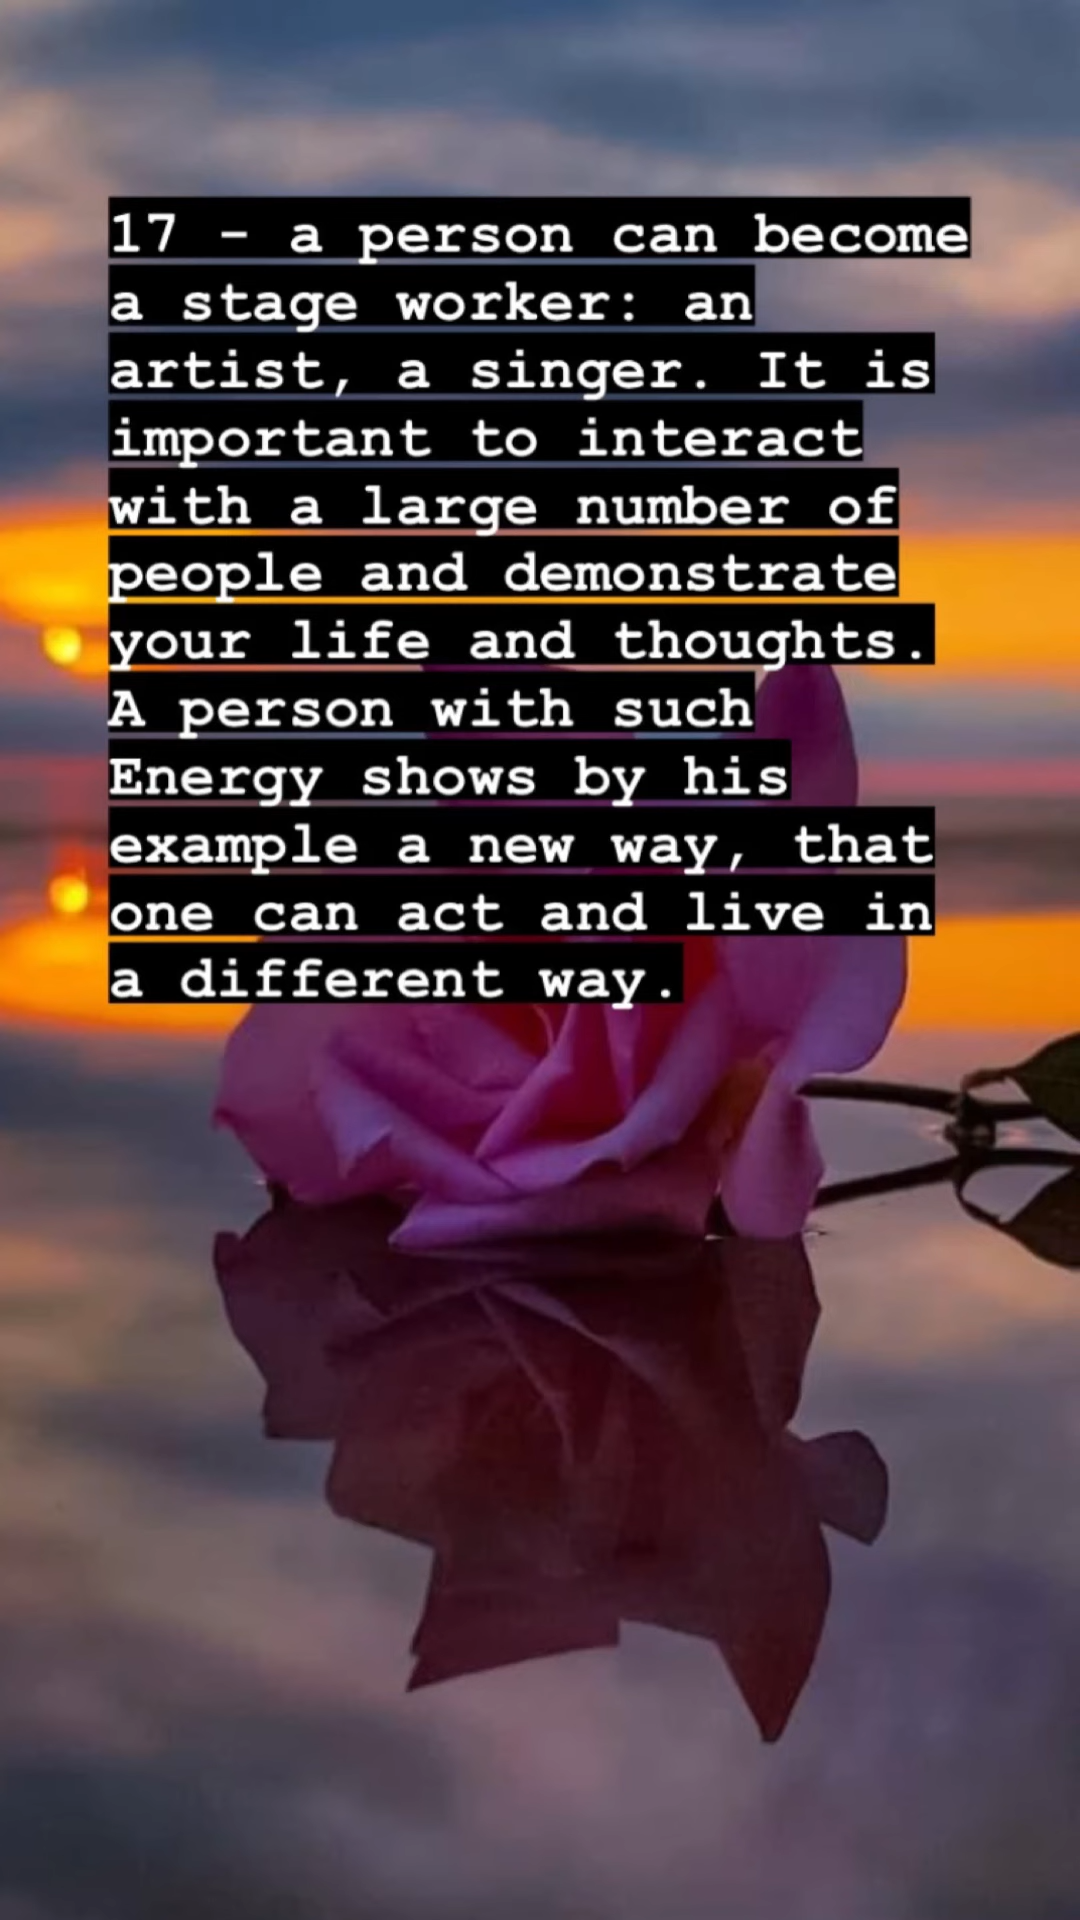 17 - a person can become
a stage worker: an
artist, a singer. It is
important to interact
with a large number of
people and demonstrate
your life and thoughts.
A person with such
Energy shows by his
example a new way, that
one can act and live in
a different way.